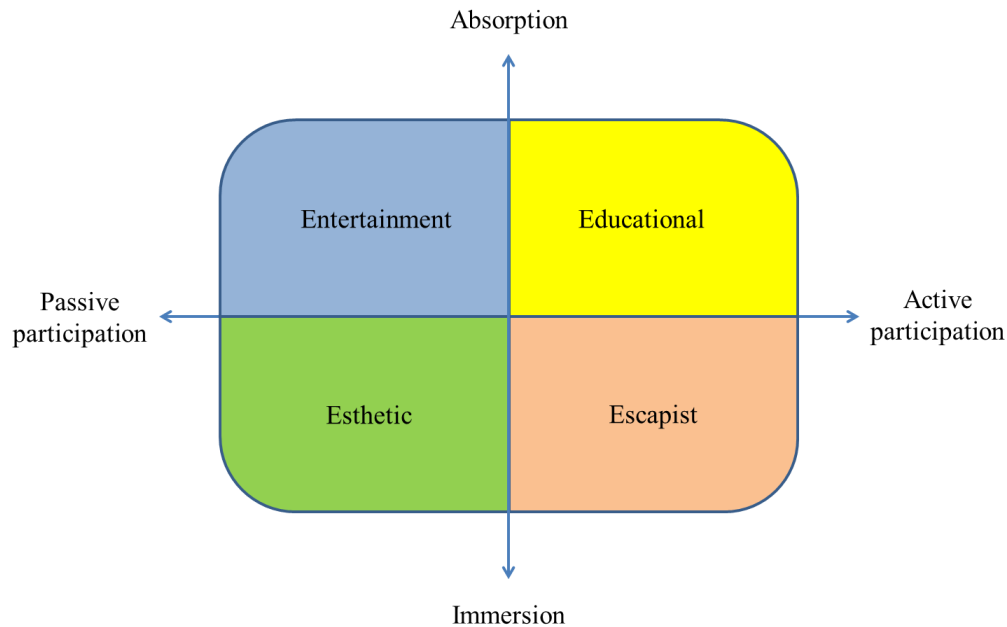 Absorption
Entertainment
Educational
Passive
participation
Active
participation
Esthetic
Escapist
Immersion